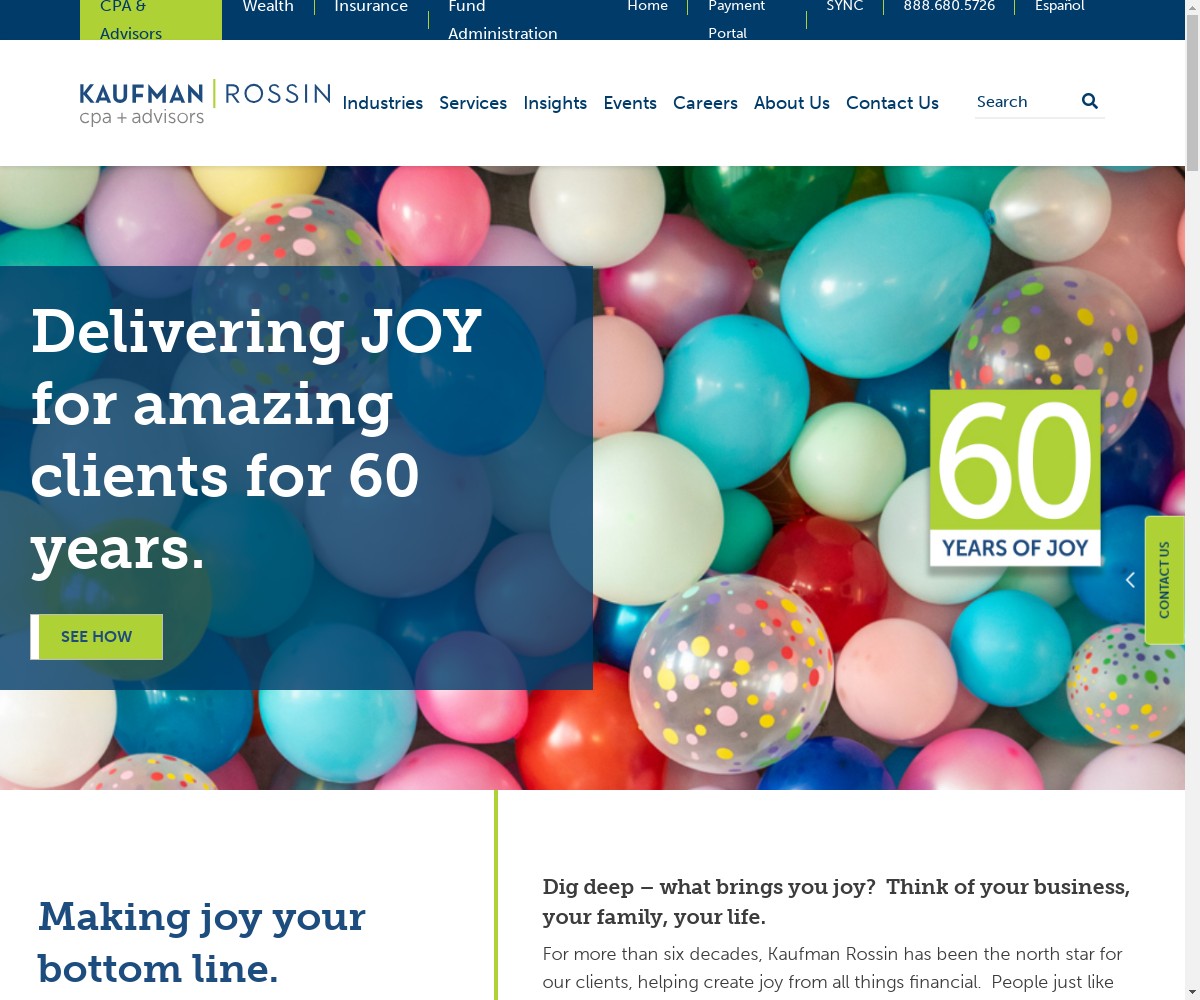 CPA &
Advisors
Wealth
Insurance
Fund
Administration
Home
Payment
Portal
SYNC
888.680.5726
Español
KAUFMAN ROSSIN
cpa + advisors
Industries Services Insights Events Careers About Us Contact Us
Search
Delivering JOY
for amazing
clients for 60
years.
SEE HOW
60
YEARS OF JOY
CONTACT US
Making joy your
bottom line.
Dig deep – what brings you joy?  Think of your business,
your family, your life.
For more than six decades, Kaufman Rossin has been the north star for
our clients, helping create joy from all things financial.  People just like